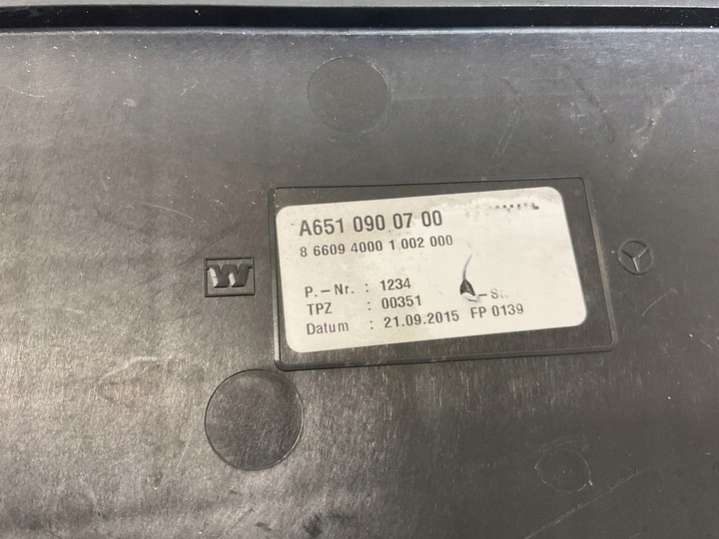 A651 090 07 00
8 6609 4000 1 002 000
P.-Nr. : 1234
TPZ : 00351
Datum : 21.09.2015 FP 0139
W